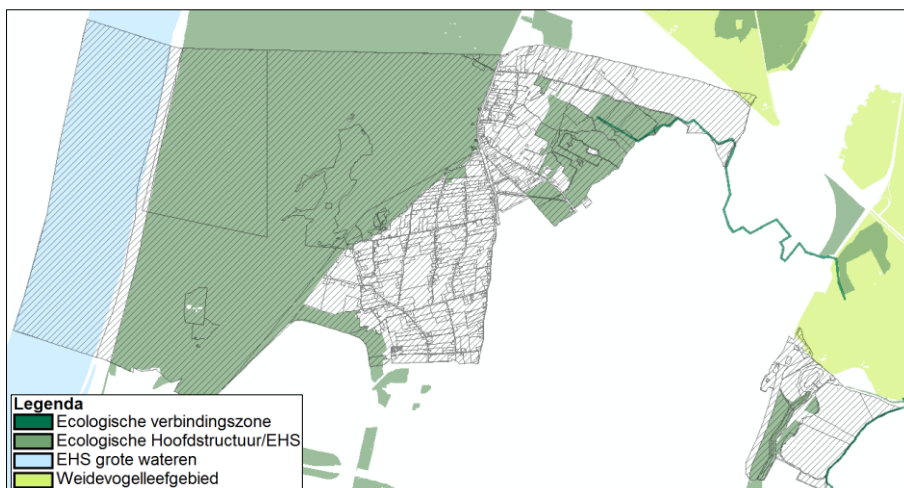 Legenda
Ecologische verbindingszone
Ecologische Hoofdstructuur/EHS
EHS grote wateren
Weidevogelleefgebied